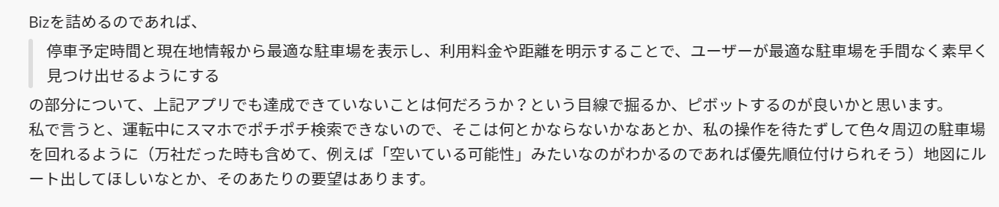 Bizを詰めるのであれば、
停車予定時間と現在地情報から最適な駐車場を表示し、利用料金や距離を明示することで、ユーザーが最適な駐車場を手間なく素早く
見つけ出せるようにする
の部分について、上記アプリでも達成できていないことは何だろうか？という目線で掘るか、ピボットするのが良いかと思います。
私で言うと、運転中にスマホでポチポチ検索できないので、そこは何とかならないかなあとか、私の操作を待たずして色々周辺の駐車場
を回れるように（万社だった時も含めて、例えば「空いている可能性」みたいなのがわかるのであれば優先順位付けられそう）地図にル
ート出してほしいなとか、そのあたりの要望はあります。